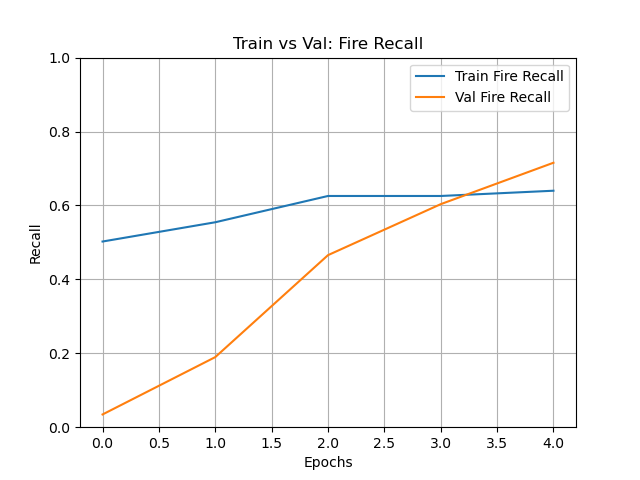 Train vs Val: Fire Recall
Train Fire Recall
Val Fire Recall
1.0
0.8
0.6
0.4
0.2
0.0
Recall
0.0 0.5 1.0 1.5 2.0 2.5 3.0 3.5 4.0
Epochs